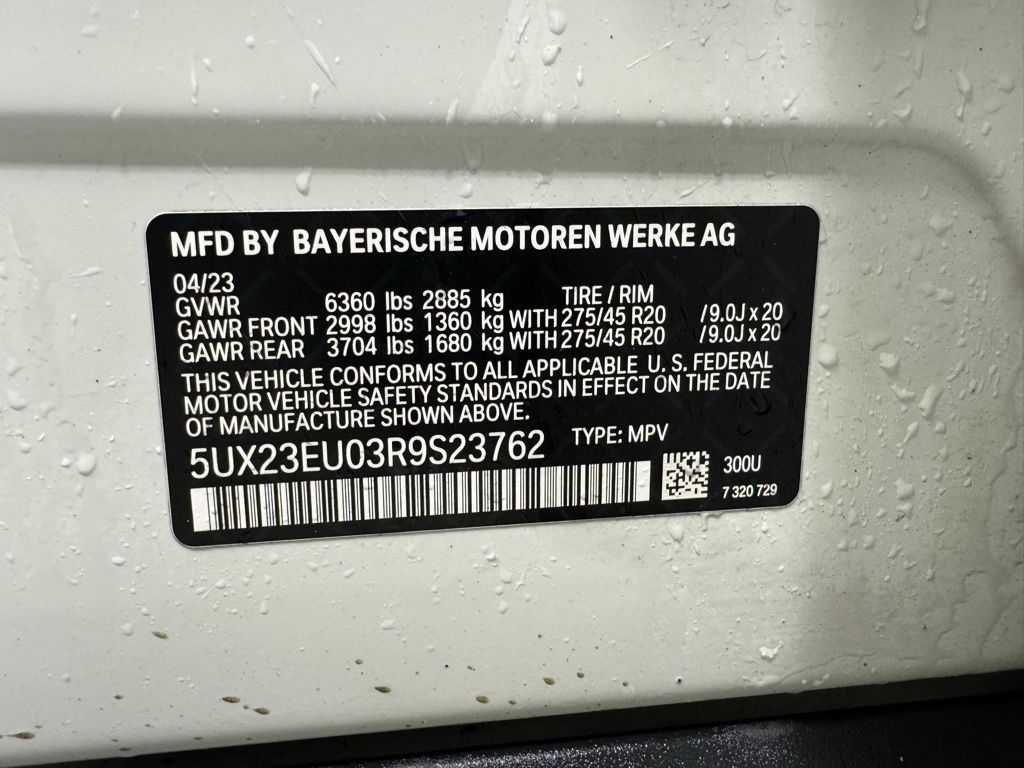 MFD BY BAYERISCHE MOTOREN WERKE AG
04/23
GVWR 6360 lbs 2885 kg TIRE / RIM
GAWR FRONT 2998 lbs 1360 kg WITH 275/45 R20 /9.0J x 20
GAWR REAR 3704 lbs 1680 kg WITH 275/45 R20 /9.0J x 20
THIS VEHICLE CONFORMS TO ALL APPLICABLE U. S. FEDERAL
MOTOR VEHICLE SAFETY STANDARDS IN EFFECT ON THE DATE
OF MANUFACTURE SHOWN ABOVE.
5UX23EU03R9S23762 TYPE: MPV
300U
7 320 729